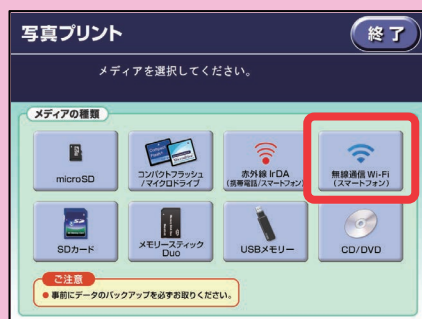 写真プリント
終了
メディアを選択してください。
メディアの種類
microSD
コンパクトフラッシュ
/マイクロドライブ
赤外線 IrDA
(携帯電話/スマートフォン)
無線通信 Wi-Fi
(スマートフォン)
SDカード
メモリースティック
Duo
USBメモリー
CD/DVD
ご注意
● 事前にデータのバックアップを必ずお取りください。